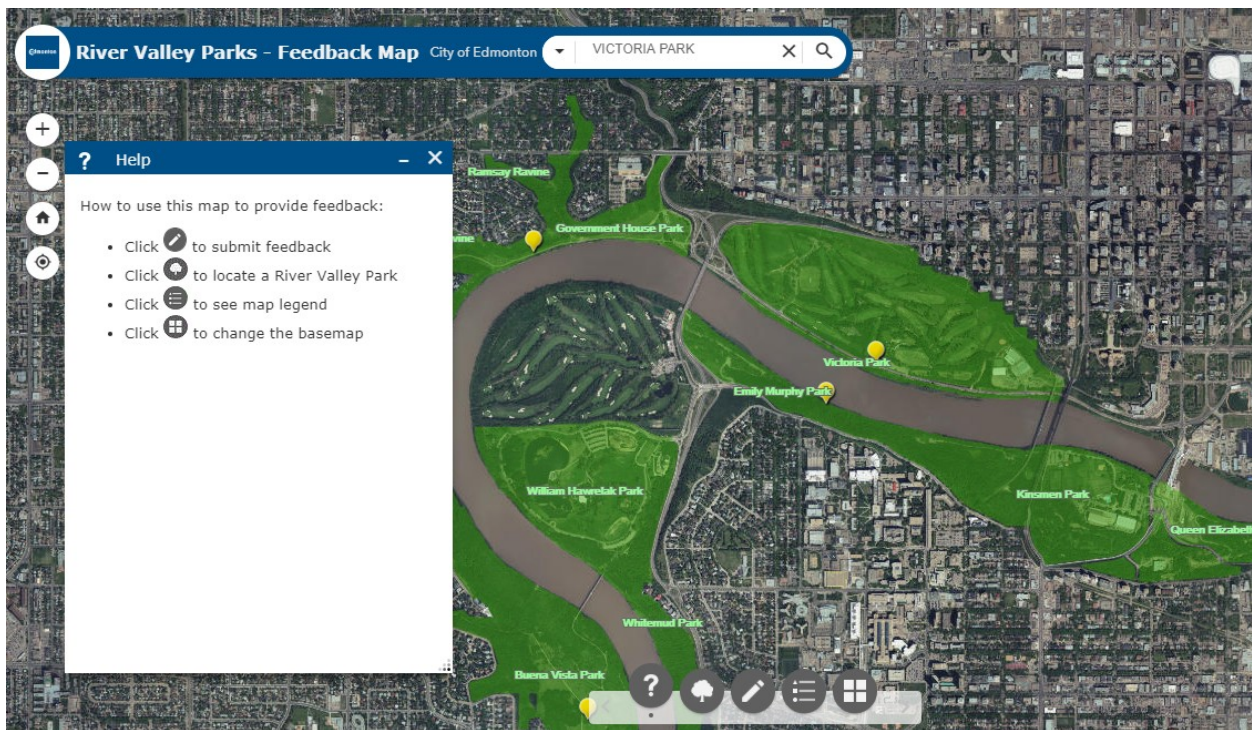 Edmonton
River Valley Parks - Feedback Map
City of Edmonton
VICTORIA PARK
? Help
How to use this map to provide feedback:
• Click to submit feedback
• Click to locate a River Valley Park
• Click to see map legend
• Click to change the basemap
Ramsay Ravine
Government House Park
vine
Victoria Park
Emily Murphy Park
William Hawrelak Park
Kinsmen Park
Queen Elizabet
Whitemud Park
Buena Vista Park
?